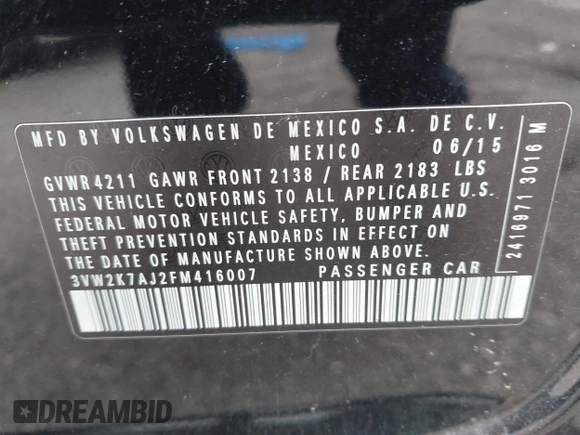 MFD BY VOLKSWAGEN DE MEXICO S.A. DE C.V.
MEXICO 06/15
GVWR 4211 GAWR FRONT 2138 / REAR 2183 LBS
THIS VEHICLE CONFORMS TO ALL APPLICABLE U.S.
FEDERAL MOTOR VEHICLE SAFETY, BUMPER AND
THEFT PREVENTION STANDARDS IN EFFECT ON
THE DATE OF MANUFACTURE SHOWN ABOVE.
3VW2K7AJ2FM416007 PASSENGER CAR
2416971 3016 M
DREAMBID